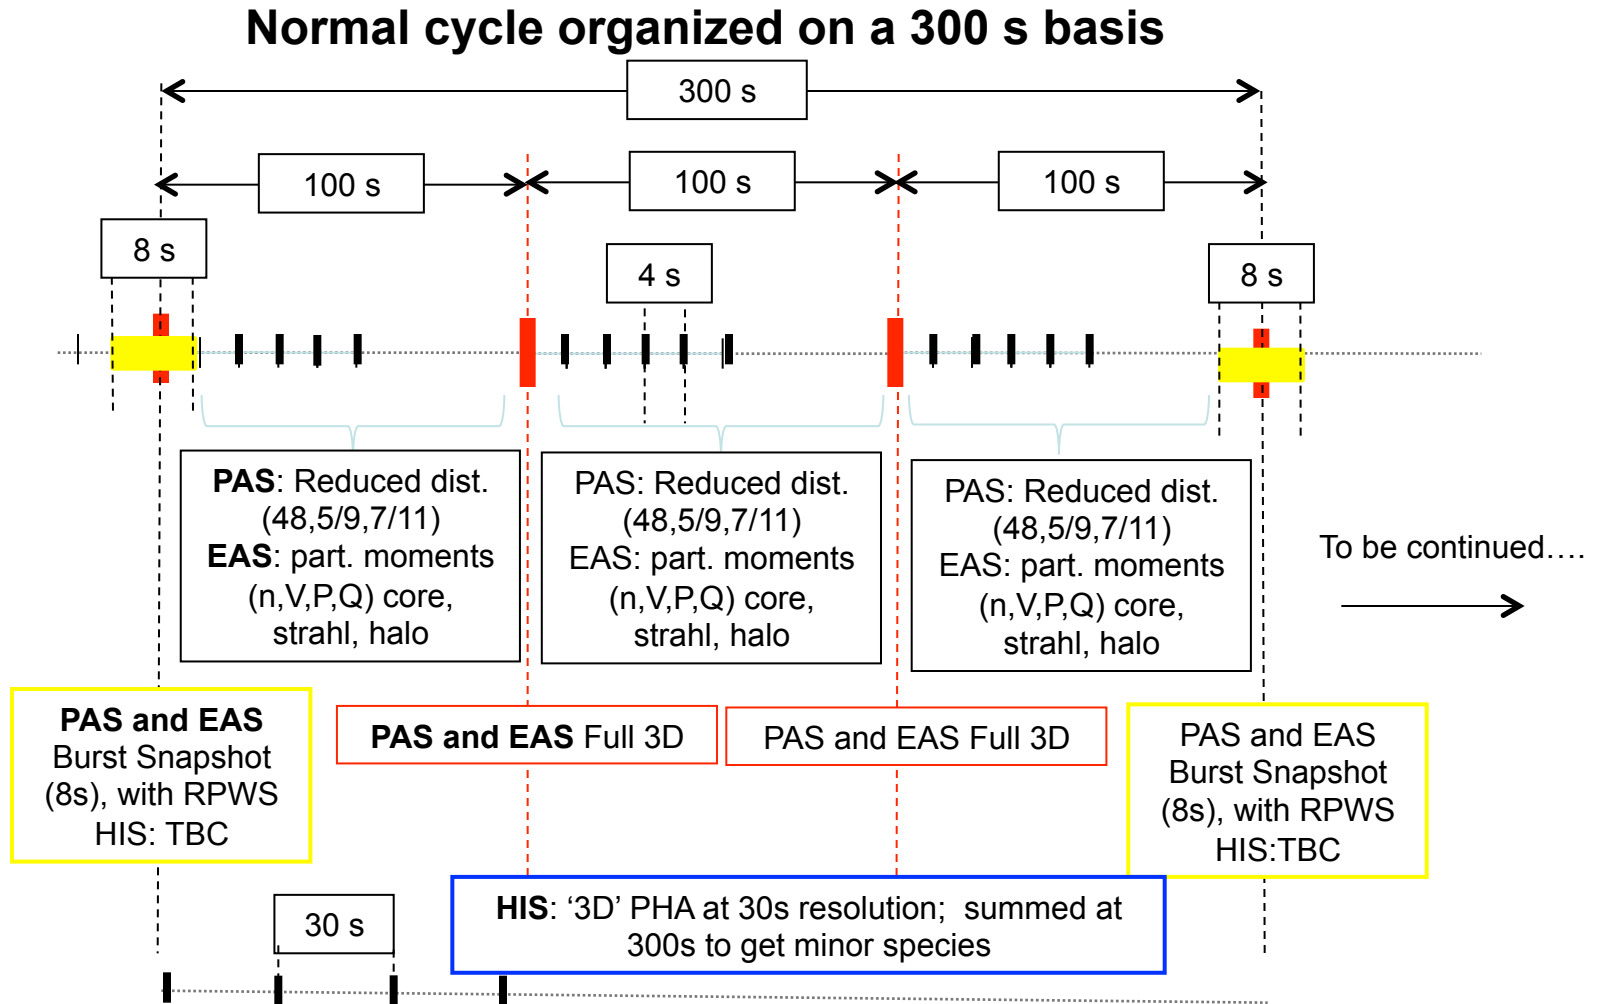 Normal cycle organized on a 300 s basis
300 s
100 s
100 s
100 s
8 s
4 s
8 s
PAS: Reduced dist.
(48,5/9,7/11)
EAS: part. moments
(n,V,P,Q) core,
strahl, halo
PAS: Reduced dist.
(48,5/9,7/11)
EAS: part. moments
(n,V,P,Q) core,
strahl, halo
PAS: Reduced dist.
(48,5/9,7/11)
EAS: part. moments
(n,V,P,Q) core,
strahl, halo
To be continued....
PAS and EAS
Burst Snapshot
(8s), with RPWS
HIS: TBC
PAS and EAS Full 3D
PAS and EAS Full 3D
PAS and EAS
Burst Snapshot
(8s), with RPWS
HIS:TBC
30 s
HIS: ‘3D’ PHA at 30s resolution;  summed at
300s to get minor species